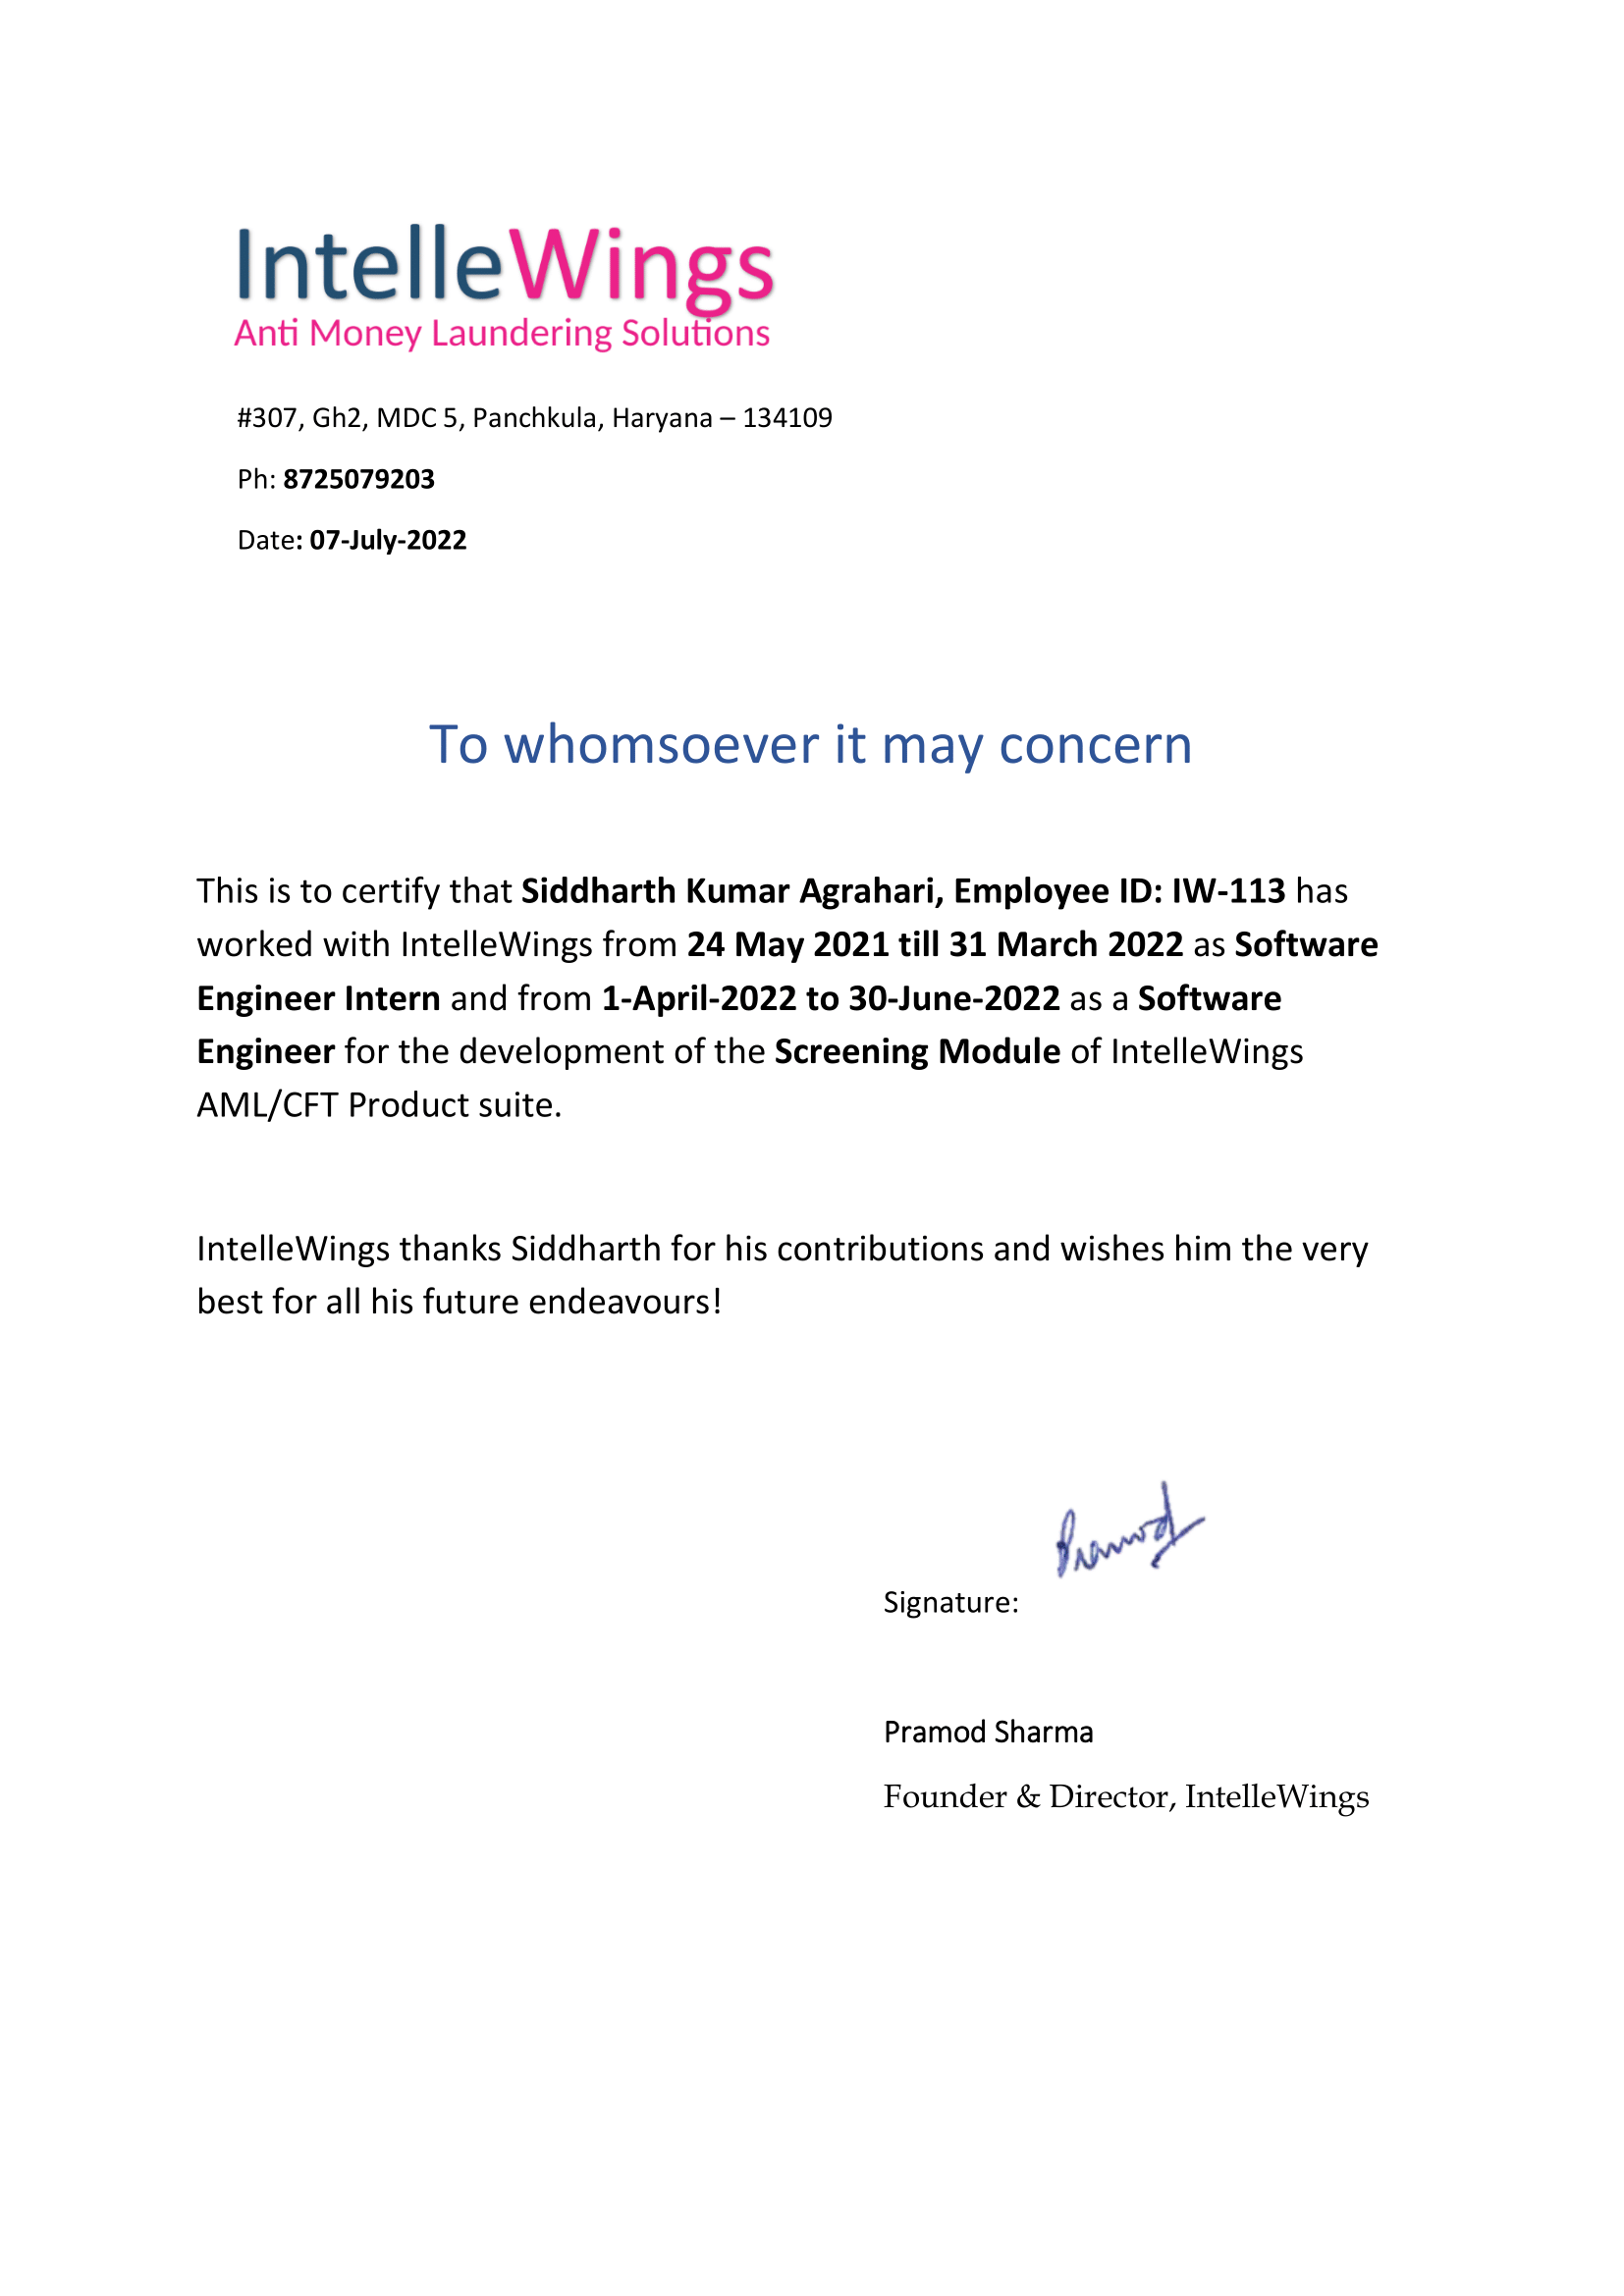 IntelleWings
Anti Money Laundering Solutions
#307, Gh2, MDC 5, Panchkula, Haryana – 134109
Ph: 8725079203
Date: 07-July-2022
To whomsoever it may concern
This is to certify that Siddharth Kumar Agrahari, Employee ID: IW-113 has
worked with IntelleWings from 24 May 2021 till 31 March 2022 as Software
Engineer Intern and from 1-April-2022 to 30-June-2022 as a Software
Engineer for the development of the Screening Module of IntelleWings
AML/CFT Product suite.
IntelleWings thanks Siddharth for his contributions and wishes him the very
best for all his future endeavours!
Pramod
Signature:
Pramod Sharma
Founder & Director, IntelleWings